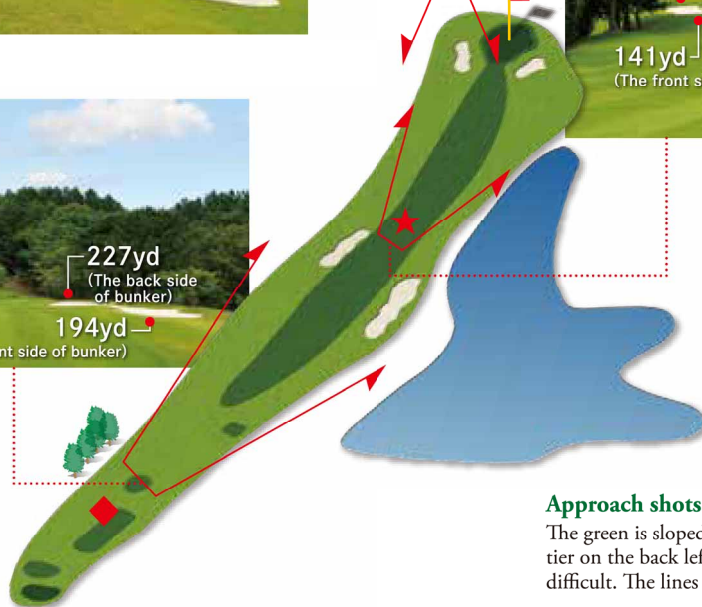 141yd
(The front s
227yd
(The back side
of bunker)
194yd
nt side of bunker)
Approach shots
The green is sloped
tier on the back lef
difficult. The lines